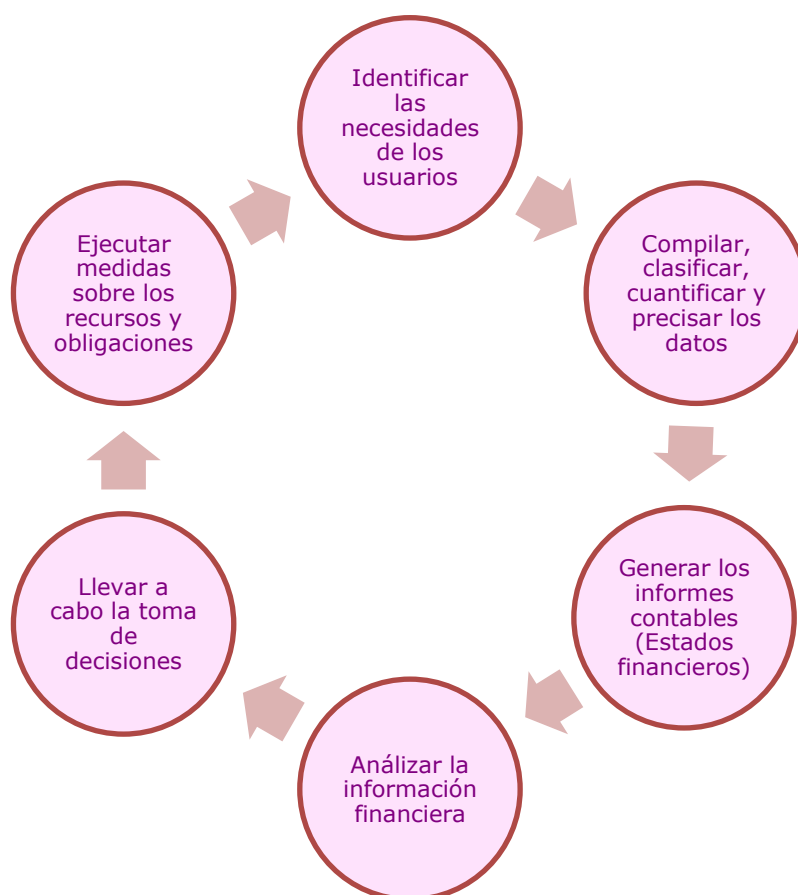 Identificar
las
necesidades
de los
usuarios
Compilar,
clasificar,
cuantificar y
precisar los
datos
Generar los
informes
contables
(Estados
financieros)
Análizar la
información
financiera
Llevar a
cabo la toma
de
decisiones
Ejecutar
medidas
sobre los
recursos y
obligaciones